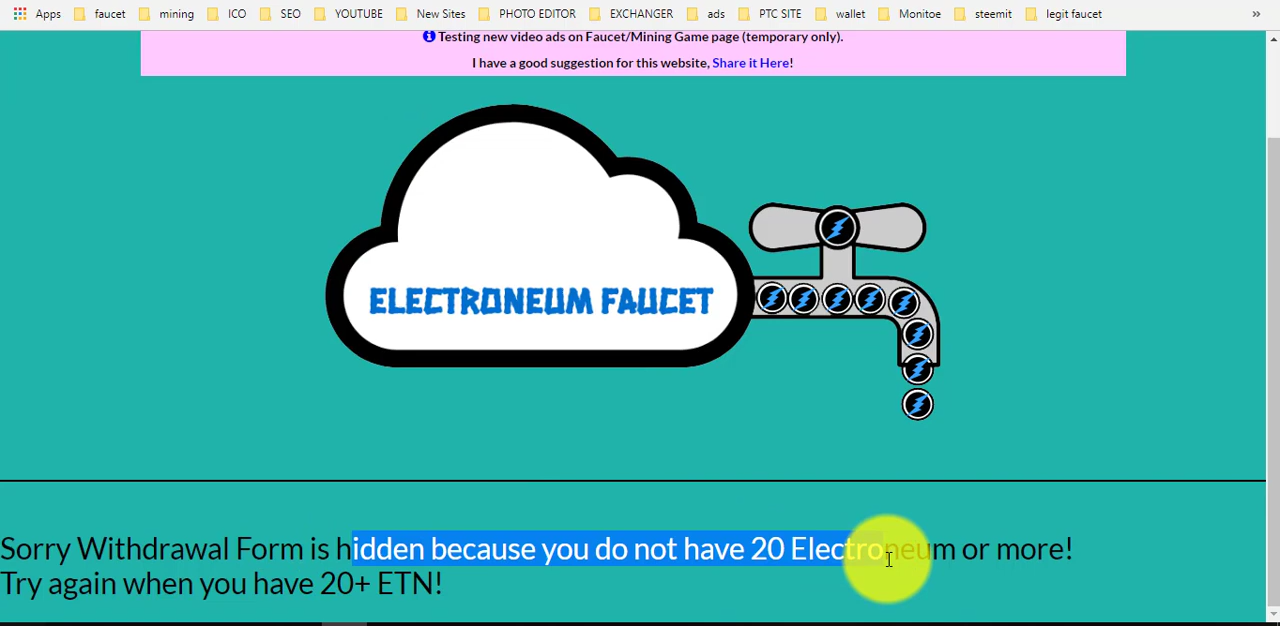 Apps faucet mining ICO SEO YOUTUBE New Sites PHOTO EDITOR EXCHANGER ads PTC SITE wallet Monitoe steemit legit faucet »
Testing new video ads on Faucet/Mining Game page (temporary only).
I have a good suggestion for this website, Share it Here!
ELECTRONEUM FAUCET
Sorry Withdrawal Form is hidden because you do not have 20 Electroneum or more!
Try again when you have 20+ ETN!